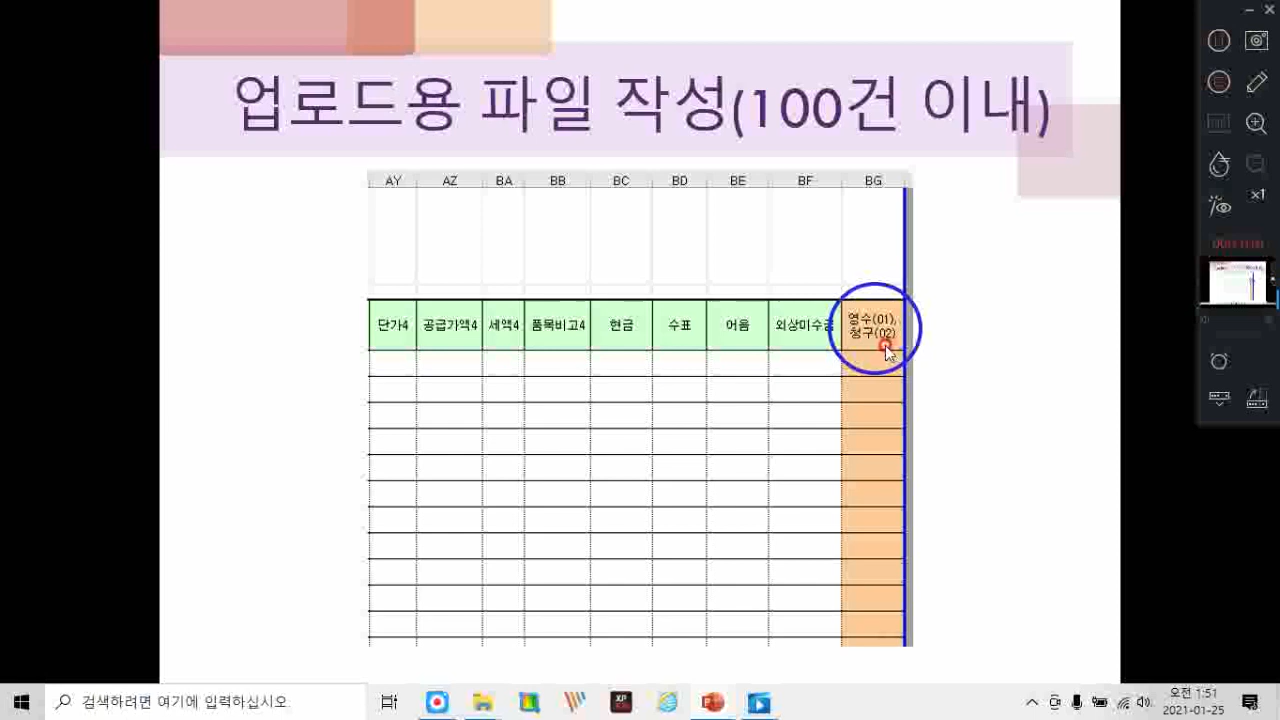 업로드용 파일 작성(100건 이내)
AY AZ BA BB BC BD BE BF BG
단가4 공급가액4 세액4 품목비고4 현금 수표 어음 외상미수금 영수(01),
청구(02)
검색하려면 여기에 입력하십시오.
오전 1:51
2021-01-25